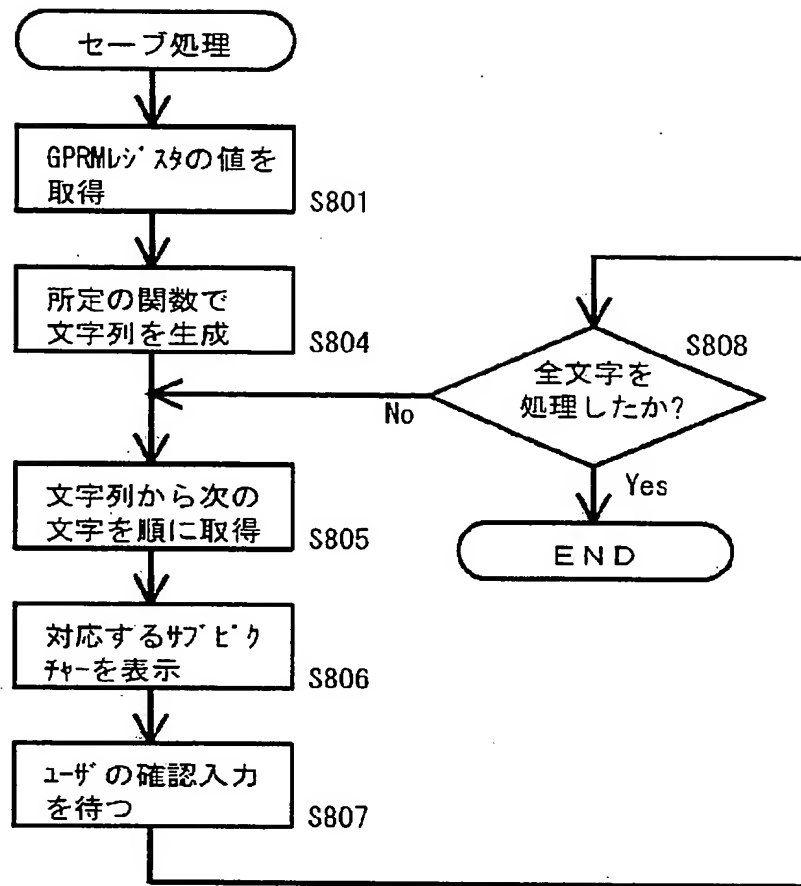 セーブ処理
GPRMﾚｼﾞｽﾀの値を
取得
S801
所定の関数で
文字列を生成
S804
文字列から次の
文字を順に取得
S805
対応するｻﾌﾞﾋﾟｸ
ﾁｬｰを表示
S806
ﾕｰｻﾞの確認入力
を待つ
S807
S808
全文字を
処理したか?
No
Yes
END